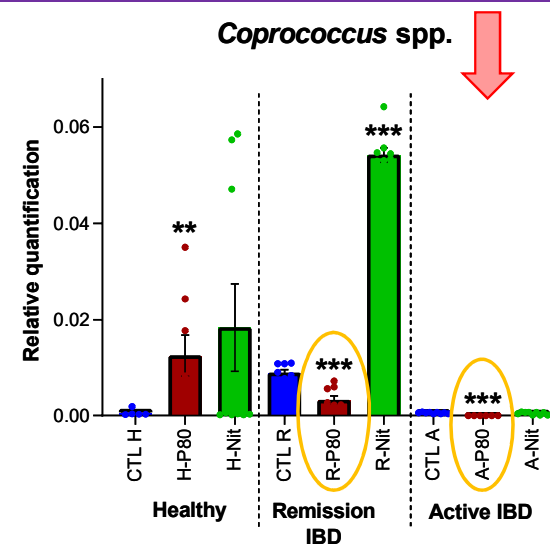 Coprococcus spp.
Relative quantification
0.06
0.04
0.02
0.00
**
***
***
***
CTL H
H-P80
H-Nit
CTL R
R-P80
R-Nit
CTL A
A-P80
A-Nit
Healthy
Remission
IBD
Active IBD